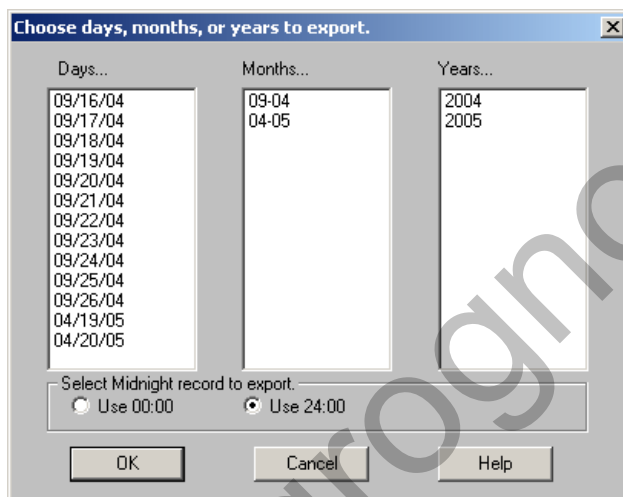 Choose days, months, or years to export.
Days...
Months...
Years...
09/16/04
09/17/04
09/18/04
09/19/04
09/20/04
09/21/04
09/22/04
09/23/04
09/24/04
09/25/04
09/26/04
04/19/05
04/20/05
09-04
04-05
2004
2005
Select Midnight record to export.
Use 00:00
Use 24:00
OK
Cancel
Help